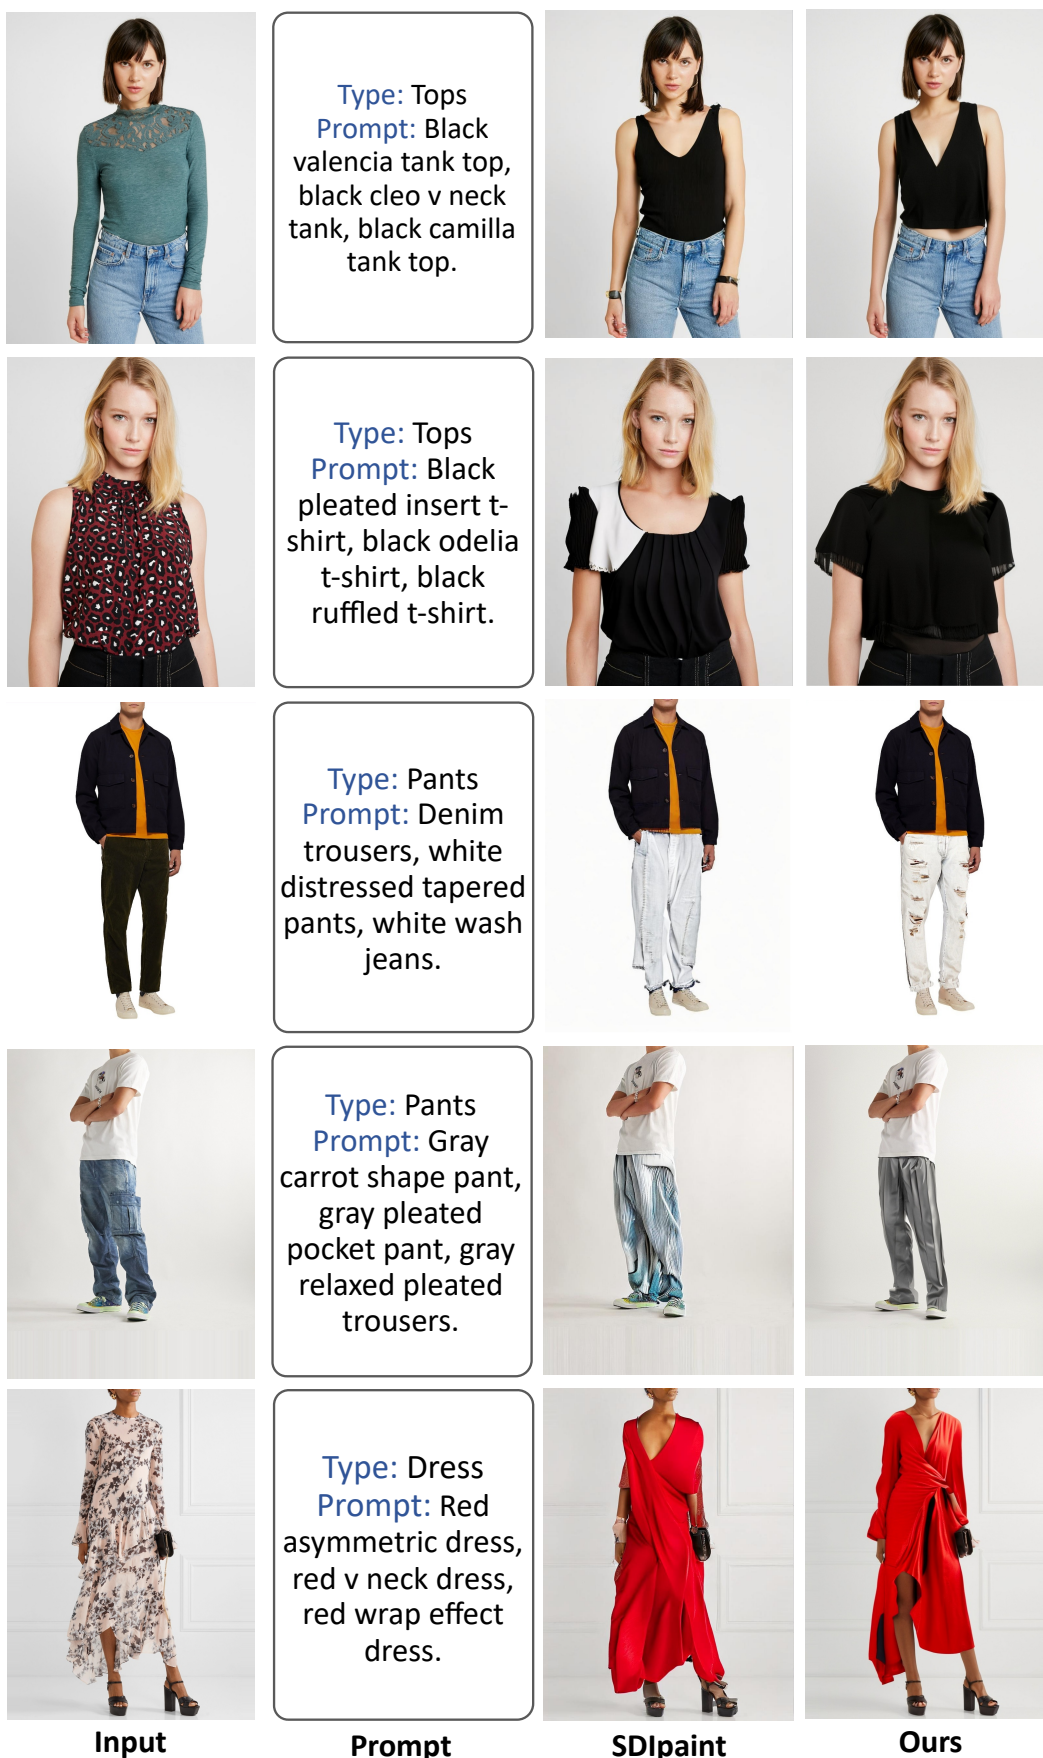 Type: Tops
Prompt: Black
valencia tank top,
black cleo v neck
tank, black camilla
tank top.
Type: Tops
Prompt: Black
pleated insert t-
shirt, black odelia
t-shirt, black
ruffled t-shirt.
Type: Pants
Prompt: Denim
trousers, white
distressed tapered
pants, white wash
jeans.
Type: Pants
Prompt: Gray
carrot shape pant,
gray pleated
pocket pant, gray
relaxed pleated
trousers.
Type: Dress
Prompt: Red
asymmetric dress,
red v neck dress,
red wrap effect
dress.
Input
Prompt
SDIpaint
Ours